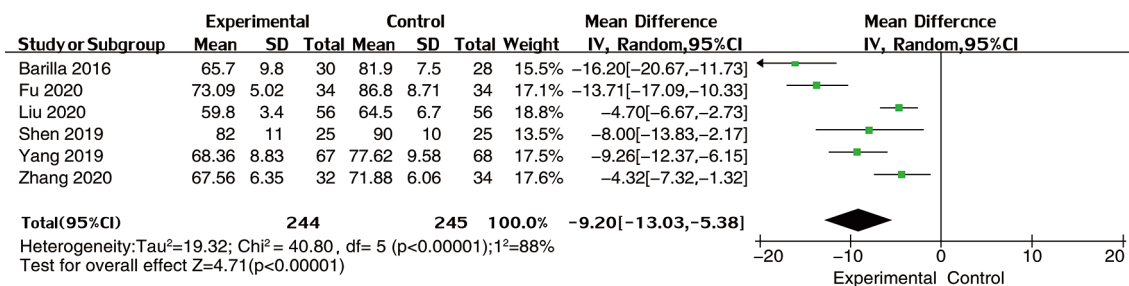 Experimental Control Mean Difference Mean Differcnce
Study or Subgroup Mean SD Total Mean SD Total Weight IV, Random,95%CI IV, Random,95%CI
Barilla 2016 65.7 9.8 30 81.9 7.5 28 15.5% −16.20[−20.67,−11.73]
Fu 2020 73.09 5.02 34 86.8 8.71 34 17.1% −13.71[−17.09,−10.33]
Liu 2020 59.8 3.4 56 64.5 6.7 56 18.8% −4.70[−6.67,−2.73]
Shen 2019 82 11 25 90 10 25 13.5% −8.00[−13.83,−2.17]
Yang 2019 68.36 8.83 67 77.62 9.58 68 17.5% −9.26[−12.37,−6.15]
Zhang 2020 67.56 6.35 32 71.88 6.06 34 17.6% −4.32[−7.32,−1.32]
Total(95%CI) 244 245 100.0% −9.20[−13.03,−5.38]
Heterogeneity:Tau²=19.32; Chi² = 40.80, df= 5 (p<0.00001);1²=88%
Test for overall effect Z=4.71(p<0.00001)
−20 −10 0 10 20
Experimental Control